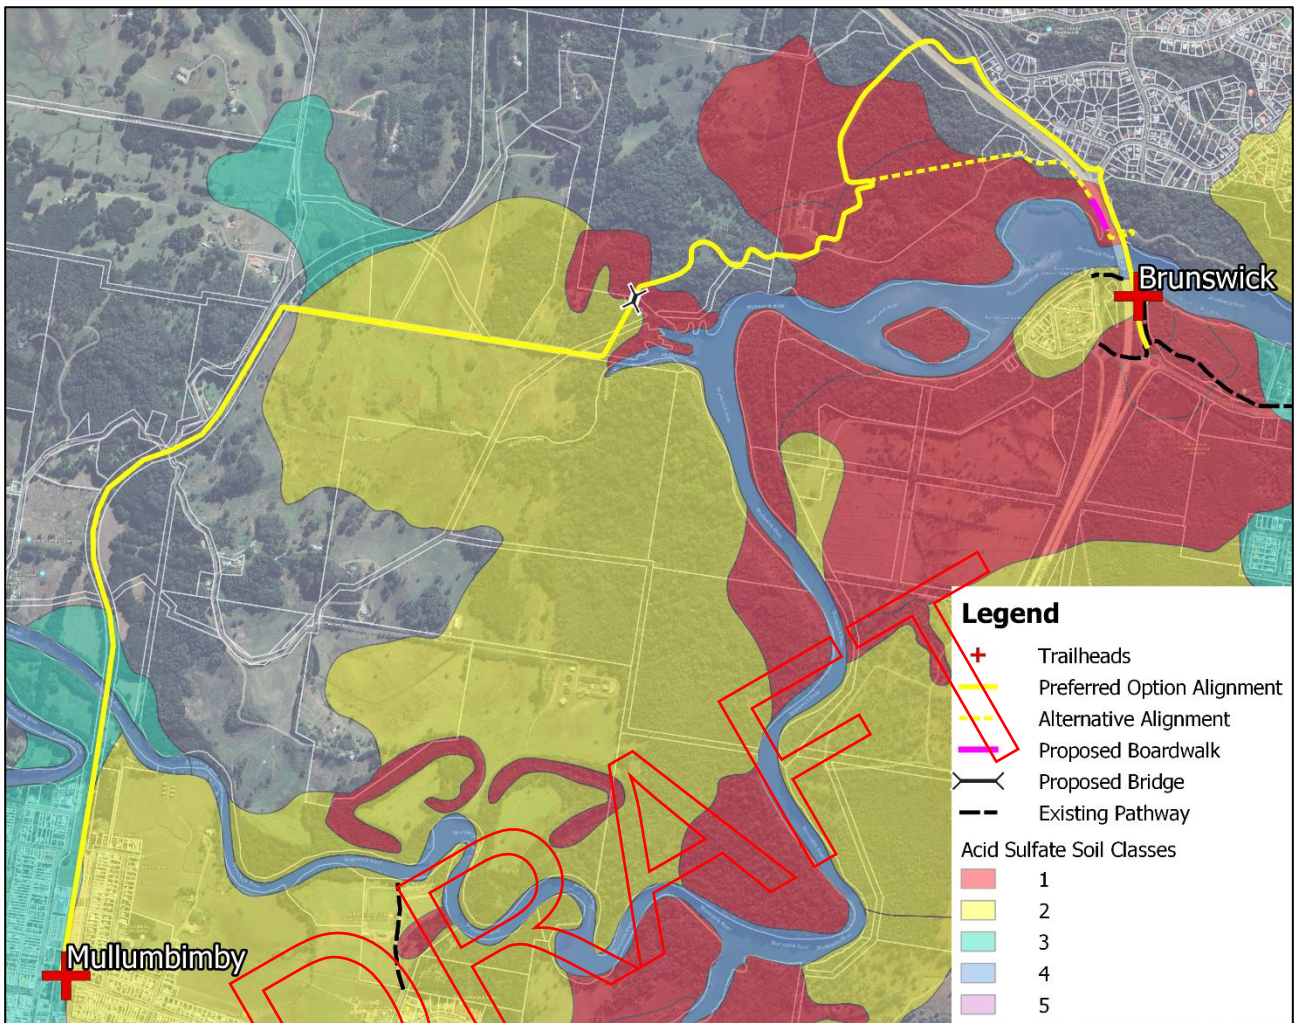 Brunswick
Mullumbimby
DRAFT
Legend
Trailheads
Preferred Option Alignment
Alternative Alignment
Proposed Boardwalk
Proposed Bridge
Existing Pathway
Acid Sulfate Soil Classes
1
2
3
4
5